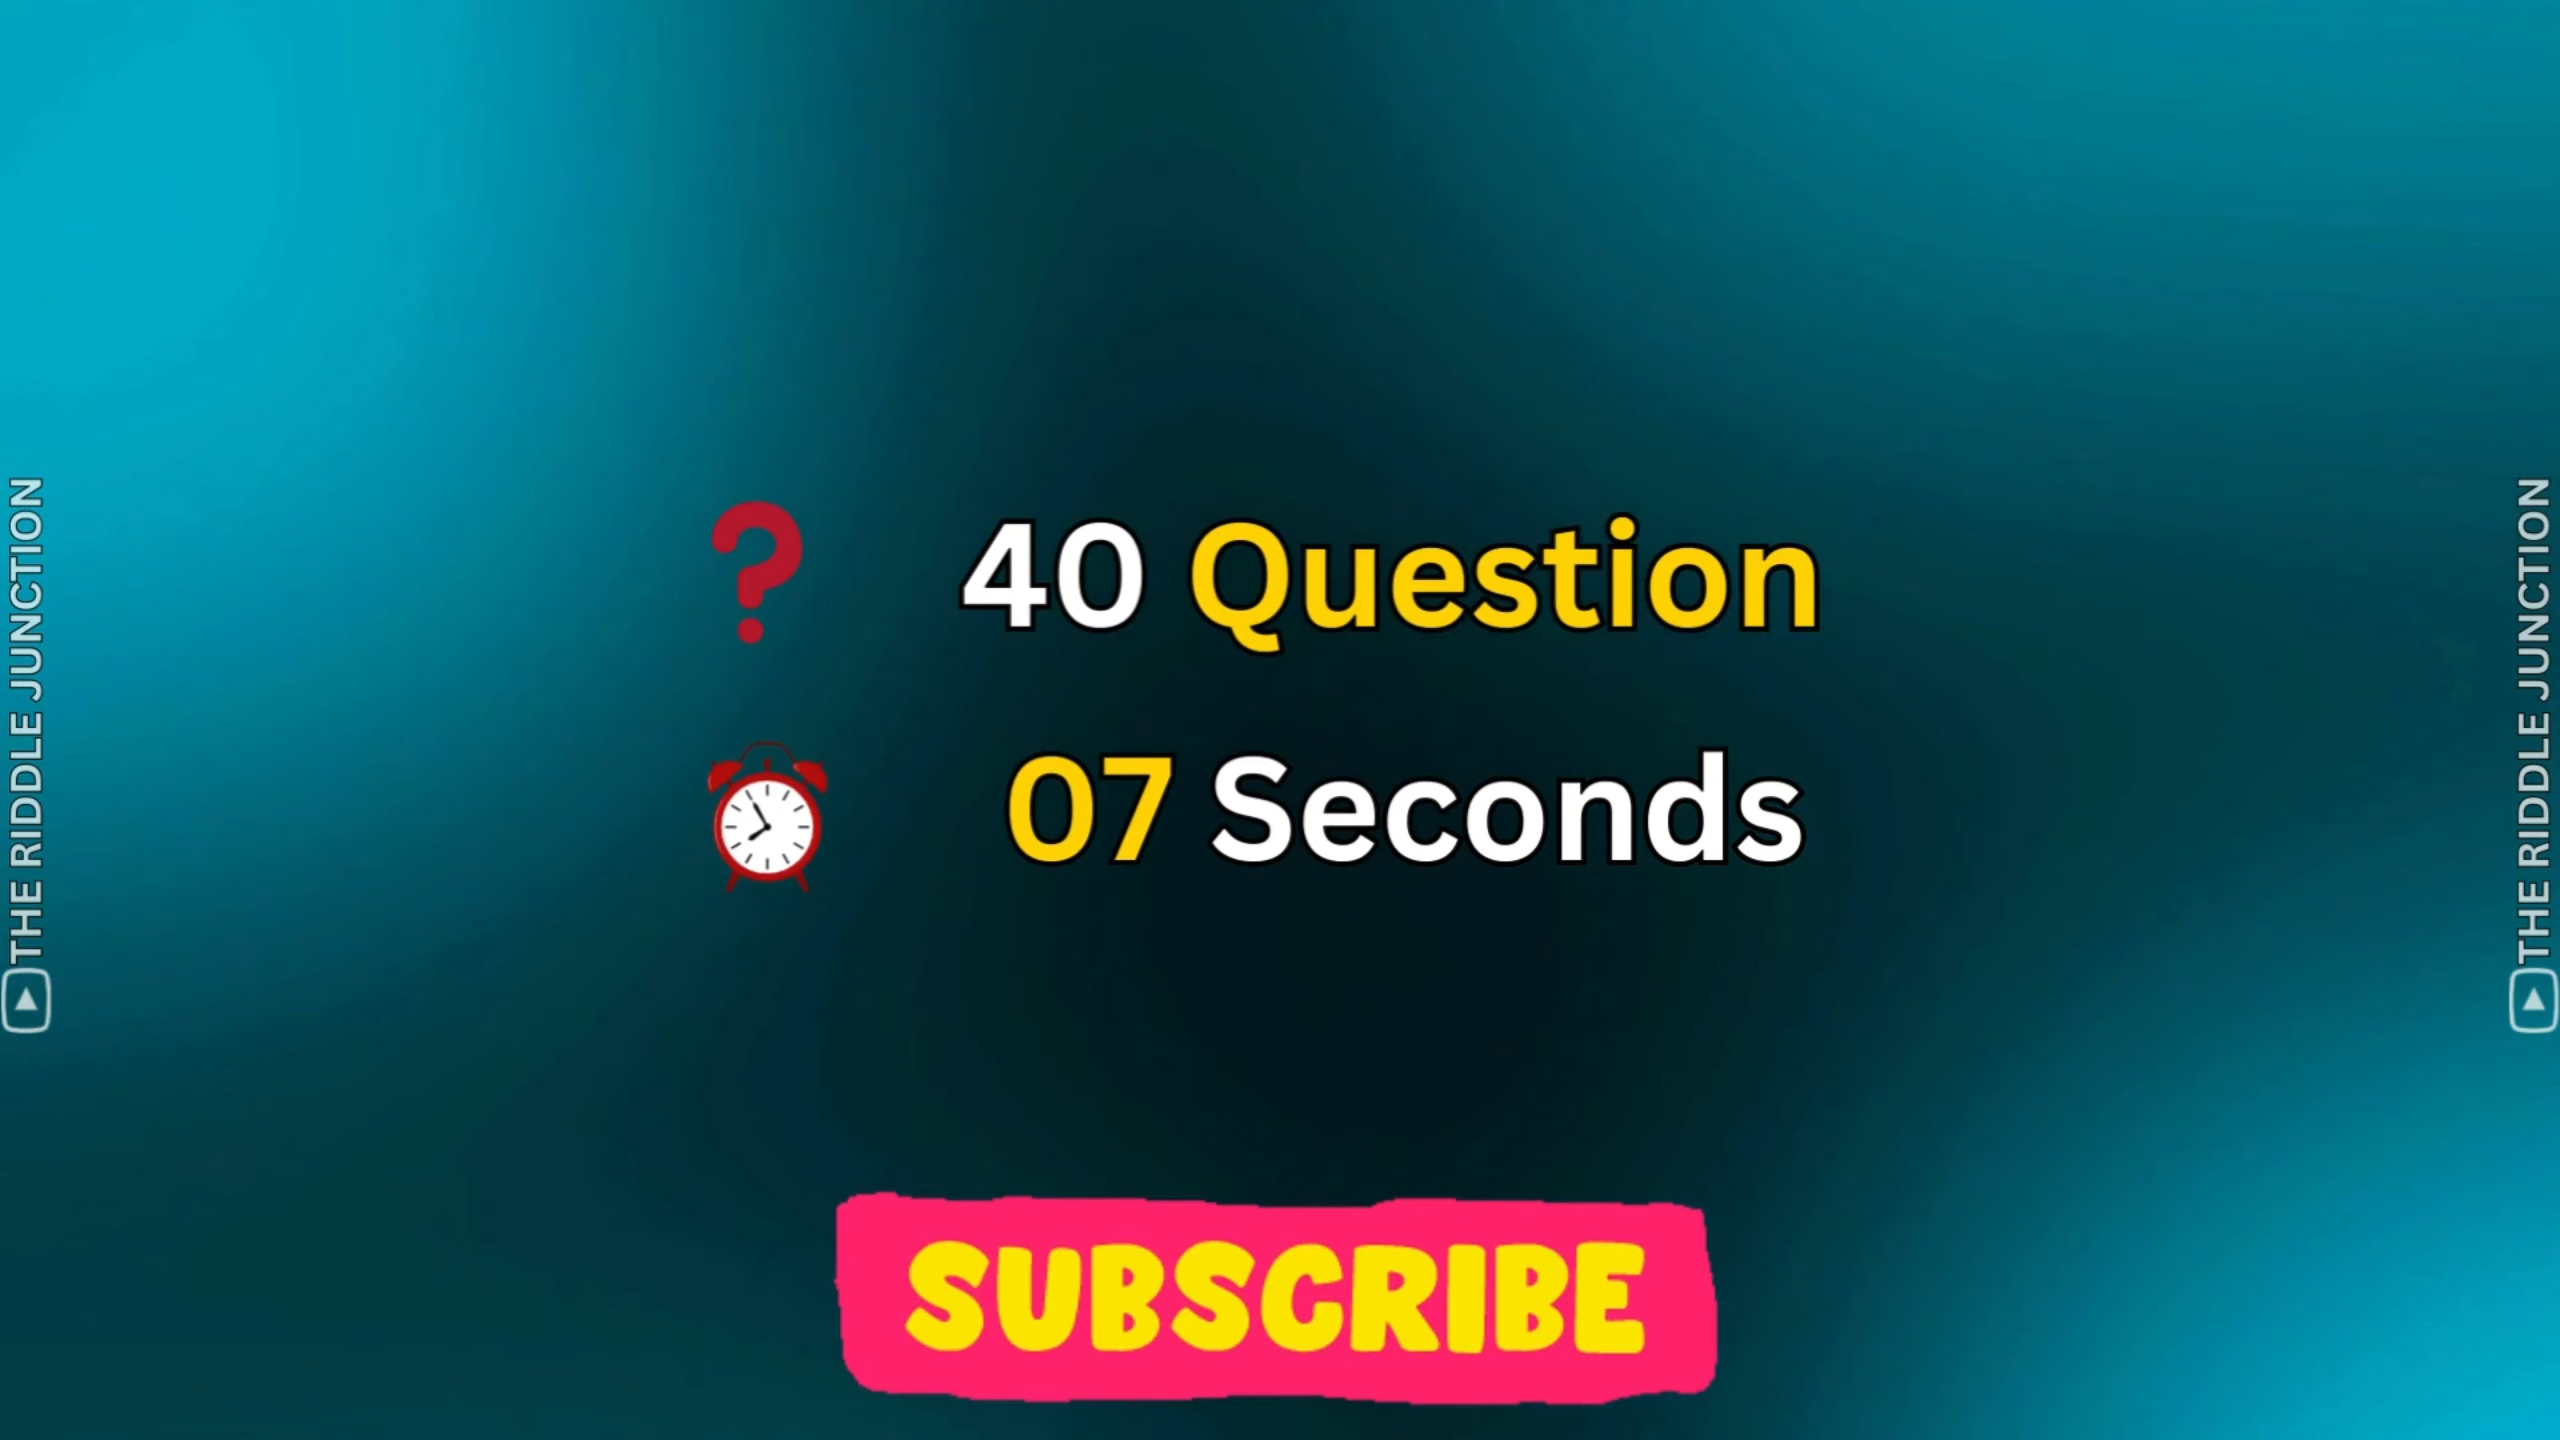 THE RIDDLE JUNCTION
40 Question
07 Seconds
SUBSCRIBE
THE RIDDLE JUNCTION